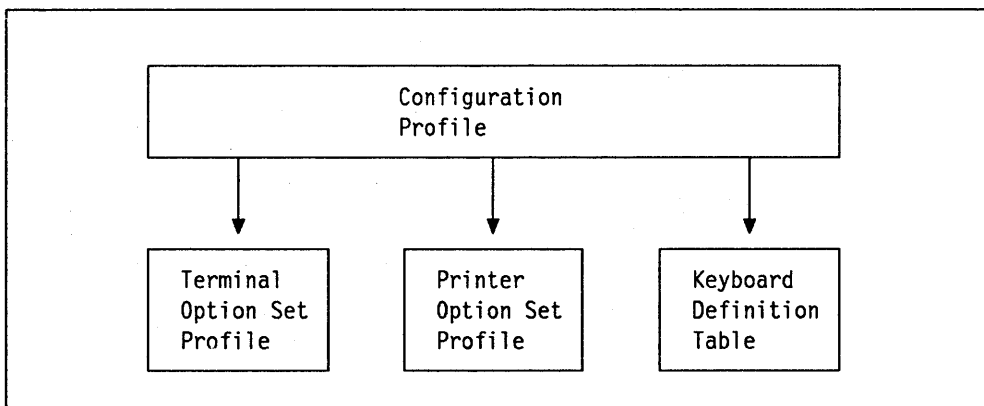 Configuration
Profile
Terminal
Option Set
Profile
Printer
Option Set
Profile
Keyboard
Definition
Table